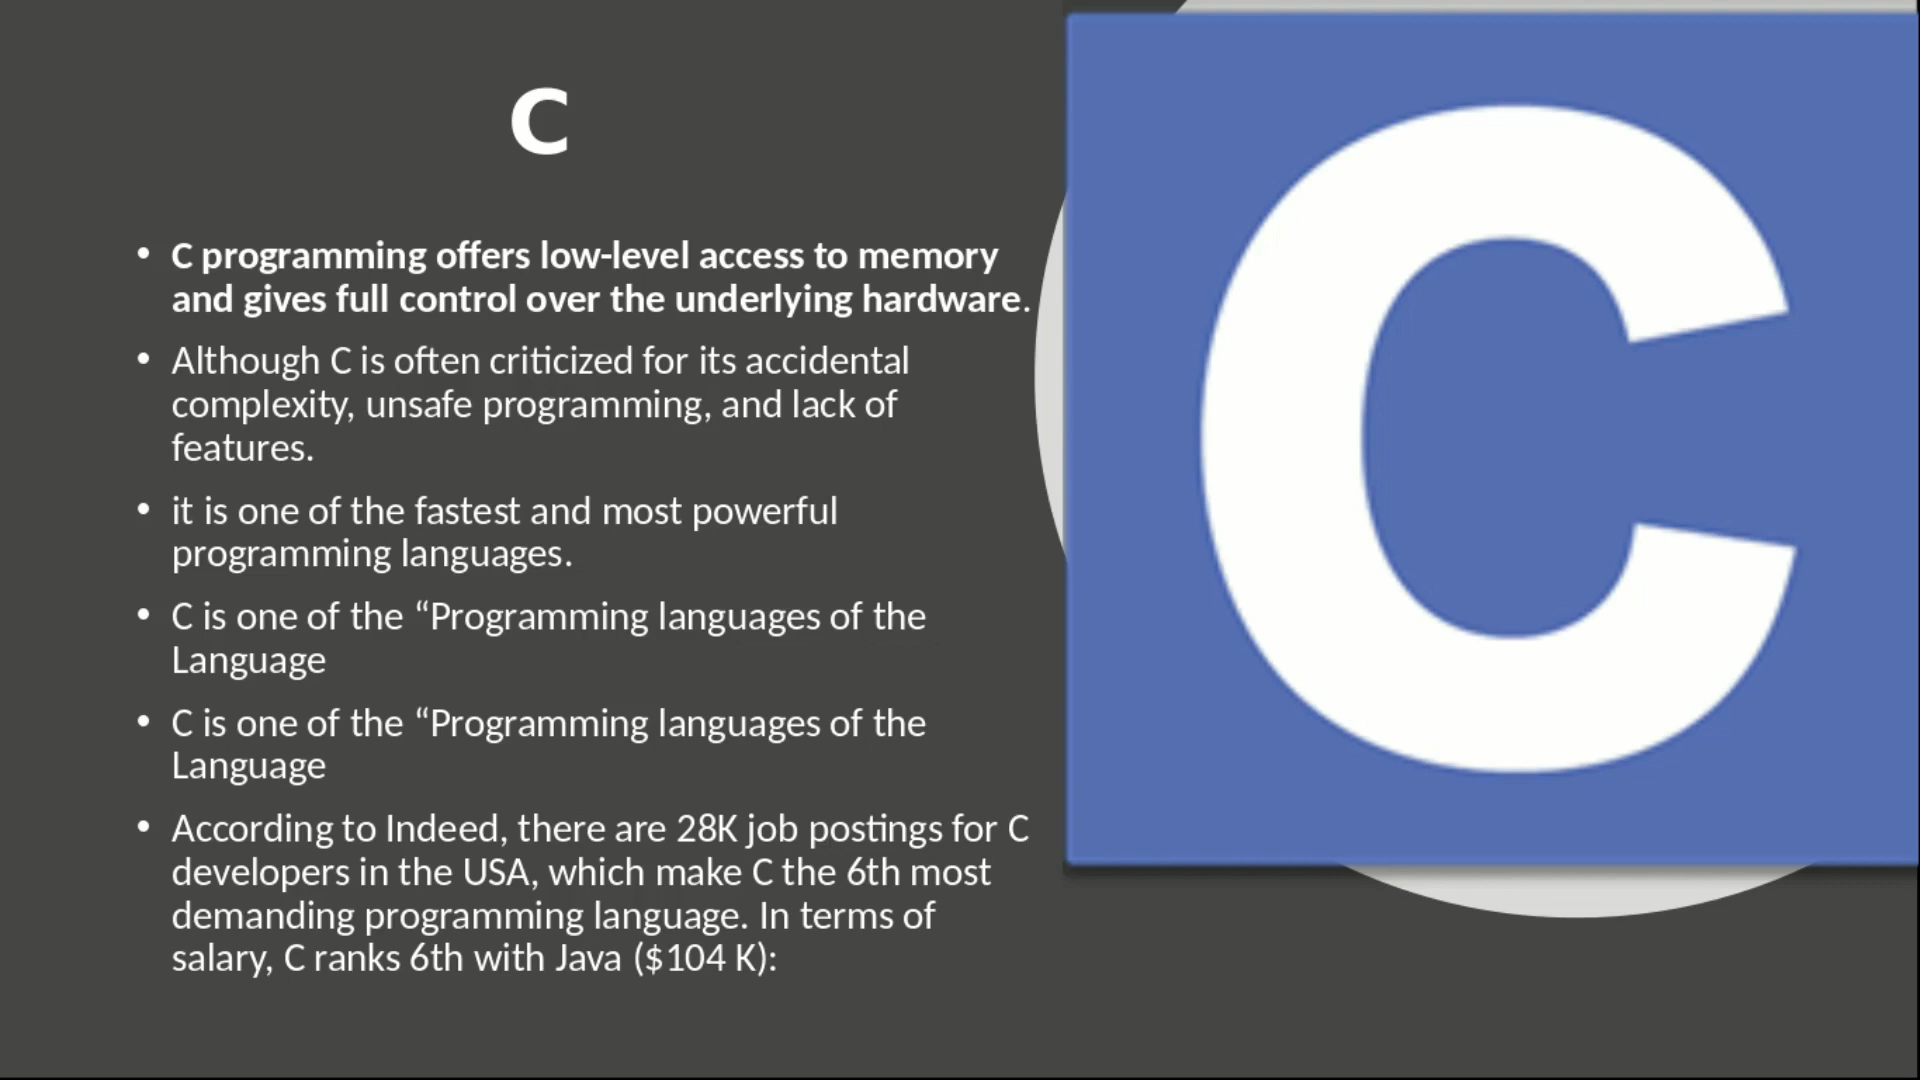 C
• C programming offers low-level access to memory
and gives full control over the underlying hardware.
• Although C is often criticized for its accidental
complexity, unsafe programming, and lack of
features.
• it is one of the fastest and most powerful
programming languages.
• C is one of the “Programming languages of the
Language
• C is one of the “Programming languages of the
Language
• According to Indeed, there are 28K job postings for C
developers in the USA, which make C the 6th most
demanding programming language. In terms of
salary, C ranks 6th with Java ($104 K):
C